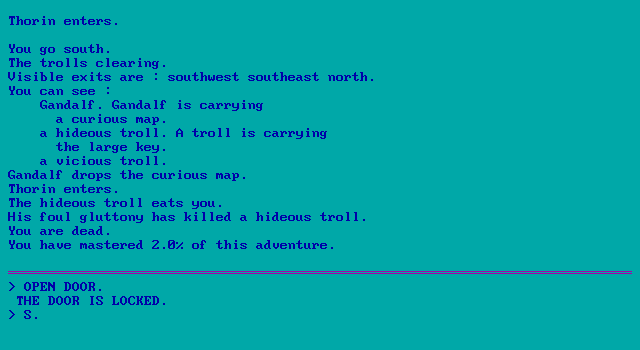 Thorin enters.
You go south.
The trolls clearing.
Visible exits are : southwest southeast north.
You can see :
Gandalf. Gandalf is carrying
a curious map.
a hideous troll. A troll is carrying
the large key.
a vicious troll.
Gandalf drops the curious map.
Thorin enters.
The hideous troll eats you.
His foul gluttony has killed a hideous troll.
You are dead.
You have mastered 2.0% of this adventure.
> OPEN DOOR.
THE DOOR IS LOCKED.
> S.